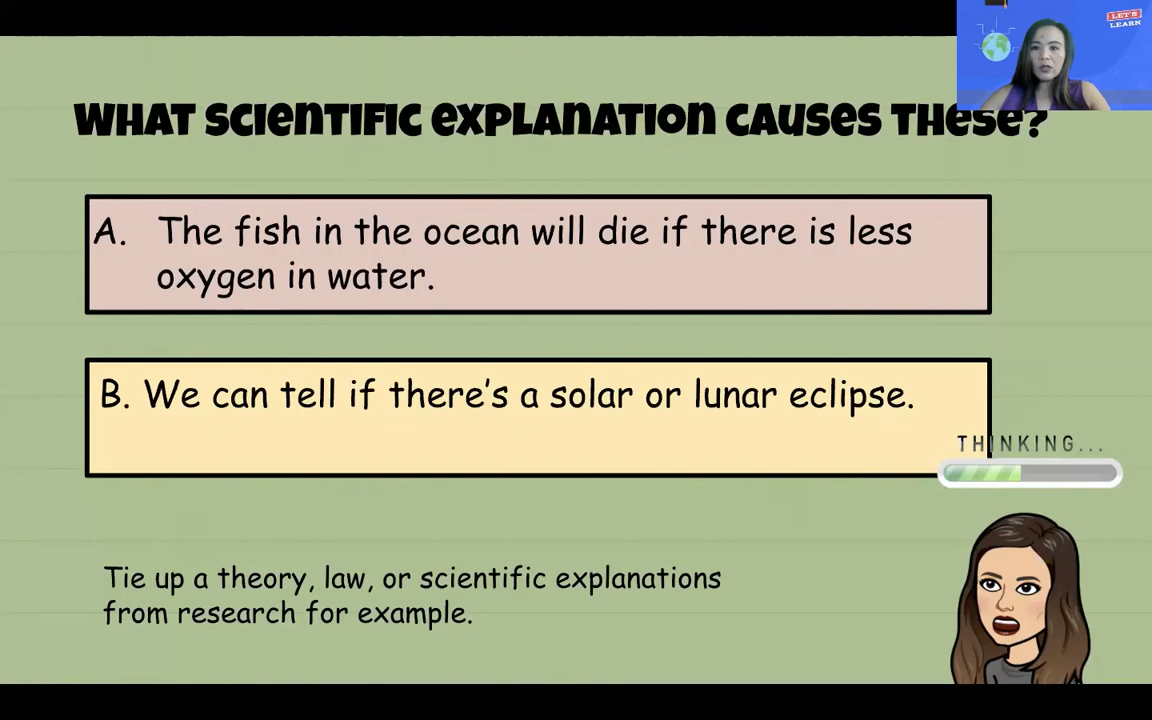 LET'S
LEARN
WHAT SCIENTIFIC EXPLANATION CAUSES THESE?
A. The fish in the ocean will die if there is less
oxygen in water.
B. We can tell if there's a solar or lunar eclipse.
THINKING...
Tie up a theory, law, or scientific explanations
from research for example.